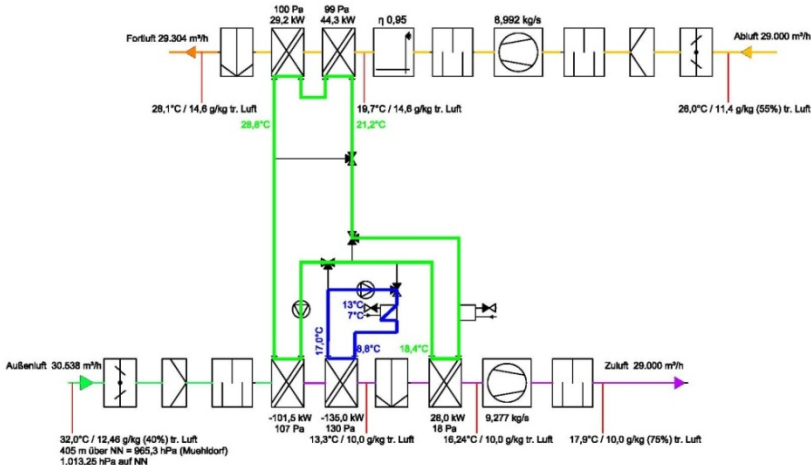 100 Pa
29,2 kW
99 Pa
44,3 kW
η 0,95
8,992 kg/s
Fortluft 29.304 m³/h
Abluft 29.000 m³/h
28,1°C / 14,6 g/kg tr. Luft
19,7°C / 14,6 g/kg tr. Luft
26,0°C / 11,4 g/kg (55%) tr. Luft
28,8°C
21,2°C
13°C
7°C
17,0°C
8,8°C
18,4°C
Außenluft 30.538 m³/h
Zuluft 29.000 m³/h
-101,5 kW
107 Pa
-135,0 kW
130 Pa
28,0 kW
18 Pa
9,277 kg/s
32,0°C / 12,46 g/kg (40%) tr. Luft
405 m über NN = 965,3 hPa (Muehldorf)
1.013,25 hPa auf NN
13,3°C / 10,0 g/kg tr. Luft
16,24°C / 10,0 g/kg tr. Luft
17,9°C / 10,0 g/kg (75%) tr. Luft